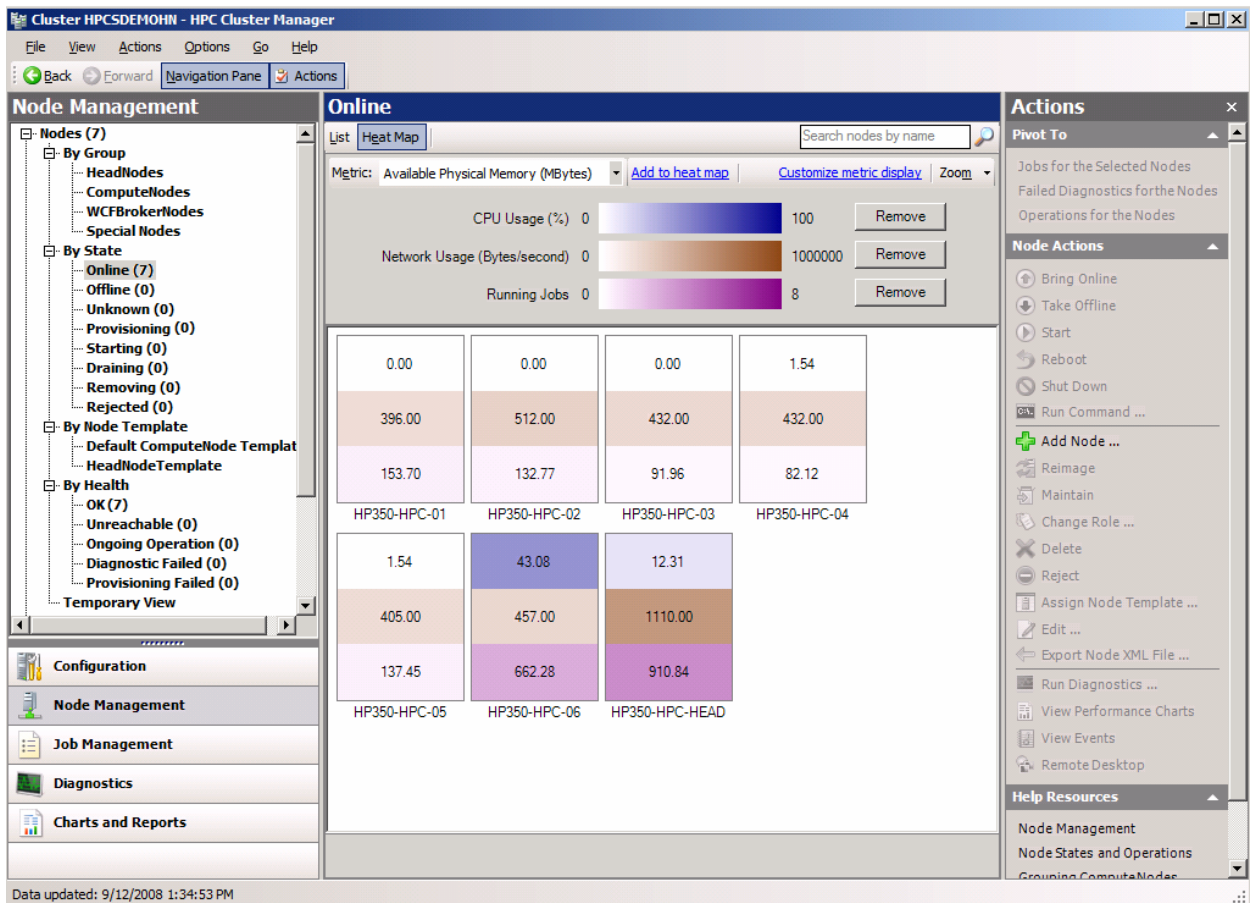 Cluster HPCSDEMOHN - HPC Cluster Manager
File View Actions Options Go Help
Back Forward Navigation Pane Actions
Node Management
Nodes (7)
By Group
HeadNodes
ComputeNodes
WCFBrokerNodes
Special Nodes
By State
Online (7)
Offline (0)
Unknown (0)
Provisioning (0)
Starting (0)
Draining (0)
Removing (0)
Rejected (0)
By Node Template
Default ComputeNode Templat
HeadNodeTemplate
By Health
OK(7)
Unreachable (0)
Ongoing Operation (0)
Diagnostic Failed (0)
Provisioning Failed (0)
Temporary View
Configuration
Node Management
Job Management
Diagnostics
Charts and Reports
Online
List Heat Map Search nodes by name
Metric: Available Physical Memory (MBytes) Add to heat map Customize metric display Zoom
CPU Usage (%) 0 100 Remove
Network Usage (Bytes/second) 0 1000000 Remove
Running Jobs 0 8 Remove
0.00 0.00 0.00 1.54
396.00 512.00 432.00 432.00
153.70 132.77 91.96 82.12
HP350-HPC-01 HP350-HPC-02 HP350-HPC-03 HP350-HPC-04
1.54 43.08 12.31
405.00 457.00 1110.00
137.45 662.28 910.84
HP350-HPC-05 HP350-HPC-06 HP350-HPC-HEAD
Actions
Pivot To
Jobs for the Selected Nodes
Failed Diagnostics forthe Nodes
Operations for the Nodes
Node Actions
Bring Online
Take Offline
Start
Reboot
Shut Down
Run Command ...
Add Node ...
Reimage
Maintain
Change Role ...
Delete
Reject
Assign Node Template ...
Edit ...
Export Node XML File ...
Run Diagnostics ...
View Performance Charts
View Events
Remote Desktop
Help Resources
Node Management
Node States and Operations
Grouping ComputeNodes
Data updated: 9/12/2008 1:34:53 PM